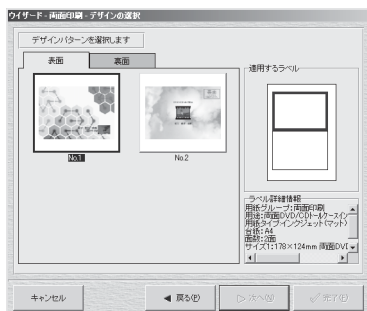 ウィザード - 両面印刷 - デザインの選択
デザインパターンを選択します
表面
裏面
No.1
No.2
適用するラベル
ラベル詳細情報
用紙グループ:両面印刷
用途:両面DVD/CDトールケースイン
用紙タイプ:インクジェット(マット)
台紙:A4
面数:2面
サイズ1:178×124mm 両面DVD
キャンセル
◀ 戻る(P)
▷ 次へ(N)
完了(E)